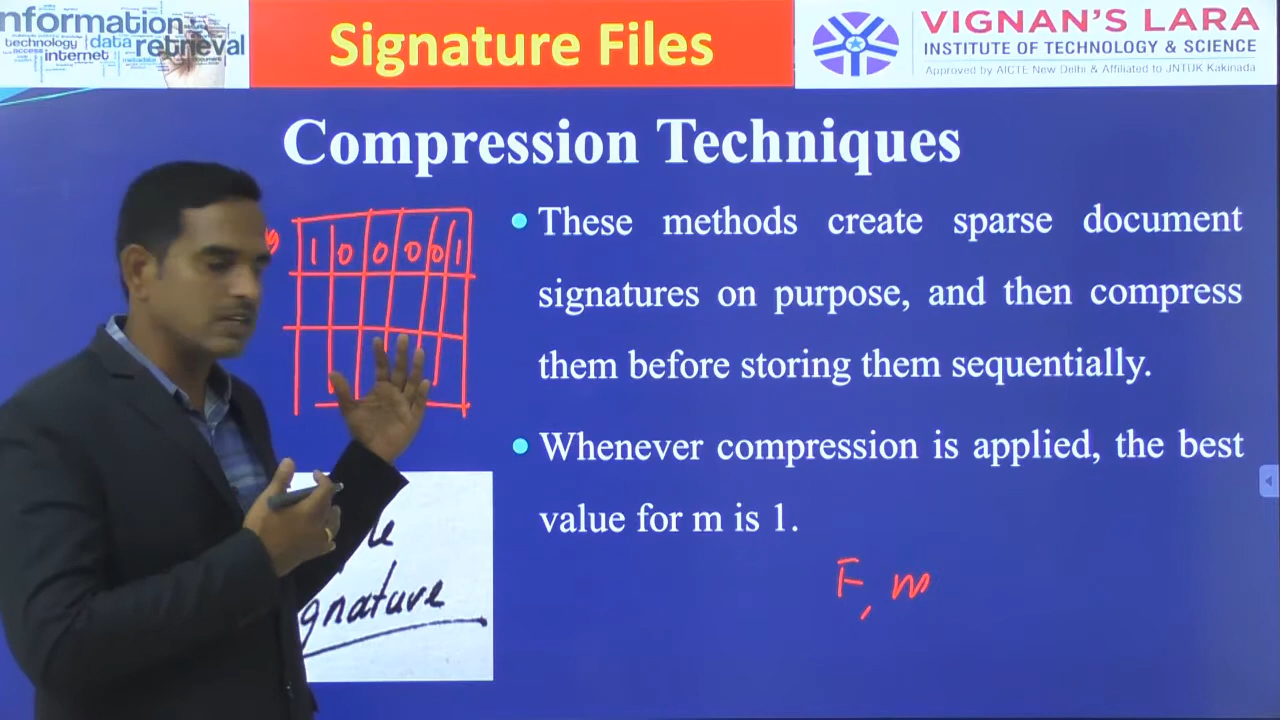 nformation
technology data retrieval
access internet metadata
Signature Files
VIGNAN'S LARA
INSTITUTE OF TECHNOLOGY & SCIENCE
Approved by AICTE New Delhi & Affiliated to JNTUK Kakinada
Compression Techniques
1 0 0 0 0 1
• These methods create sparse document
signatures on purpose, and then compress
them before storing them sequentially.
• Whenever compression is applied, the best
value for m is 1.
F, m
gnature